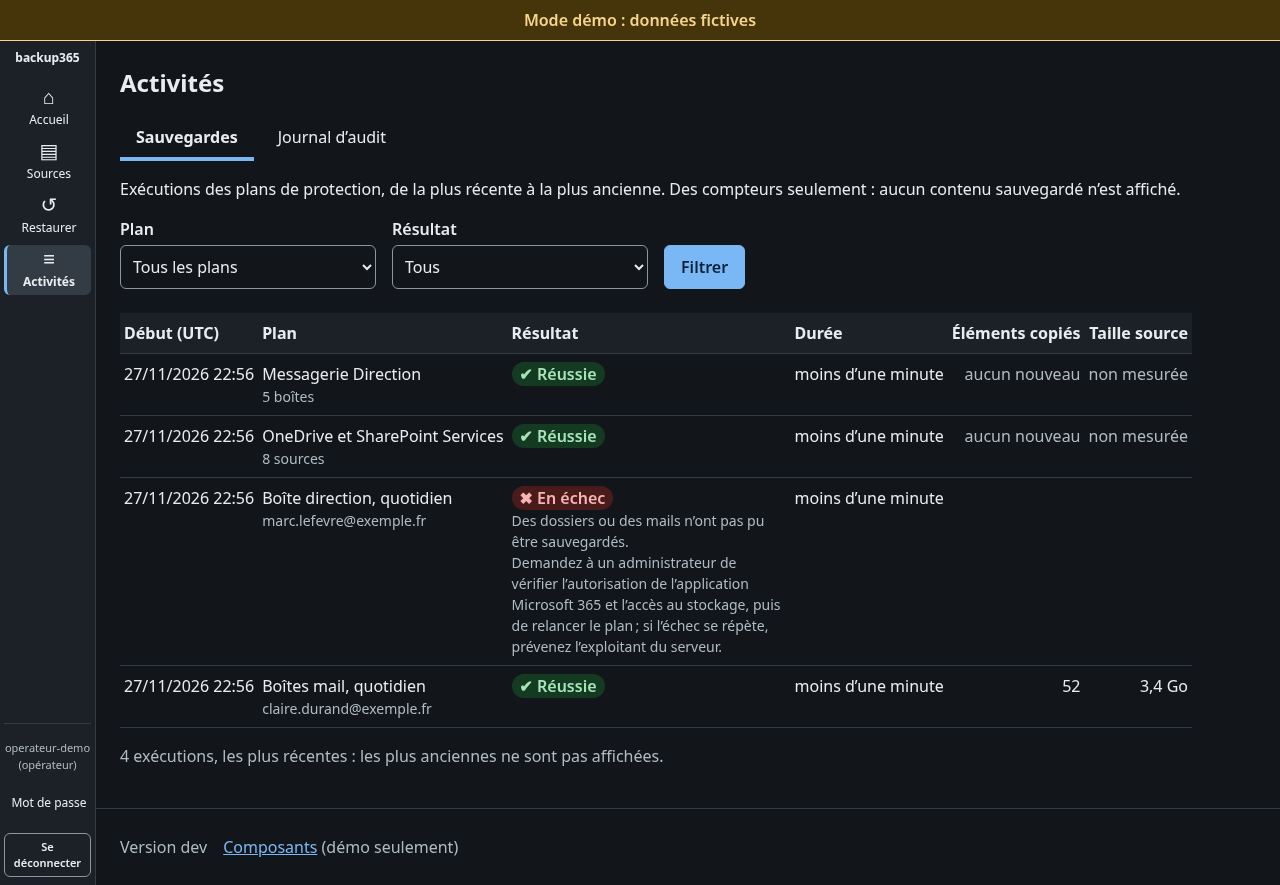 Mode démo : données fictives
backup365
Accueil
Sources
Restaurer
Activités
operateur-demo
(opérateur)
Mot de passe
Se
déconnecter
Activités
Sauvegardes Journal d’audit
Exécutions des plans de protection, de la plus récente à la plus ancienne. Des compteurs seulement : aucun contenu sauvegardé n’est affiché.
Plan Résultat
Tous les plans Tous Filtrer
Début (UTC) Plan Résultat Durée Éléments copiés Taille source
27/11/2026 22:56 Messagerie Direction ✔ Réussie moins d’une minute aucun nouveau non mesurée
5 boîtes
27/11/2026 22:56 OneDrive et SharePoint Services ✔ Réussie moins d’une minute aucun nouveau non mesurée
8 sources
27/11/2026 22:56 Boîte direction, quotidien ✖ En échec moins d’une minute
marc.lefevre@exemple.fr Des dossiers ou des mails n’ont pas pu
être sauvegardés.
Demandez à un administrateur de
vérifier l’autorisation de l’application
Microsoft 365 et l’accès au stockage, puis
de relancer le plan ; si l’échec se répète,
prévenez l’exploitant du serveur.
27/11/2026 22:56 Boîtes mail, quotidien ✔ Réussie moins d’une minute 52 3,4 Go
claire.durand@exemple.fr
4 exécutions, les plus récentes : les plus anciennes ne sont pas affichées.
Version dev Composants (démo seulement)